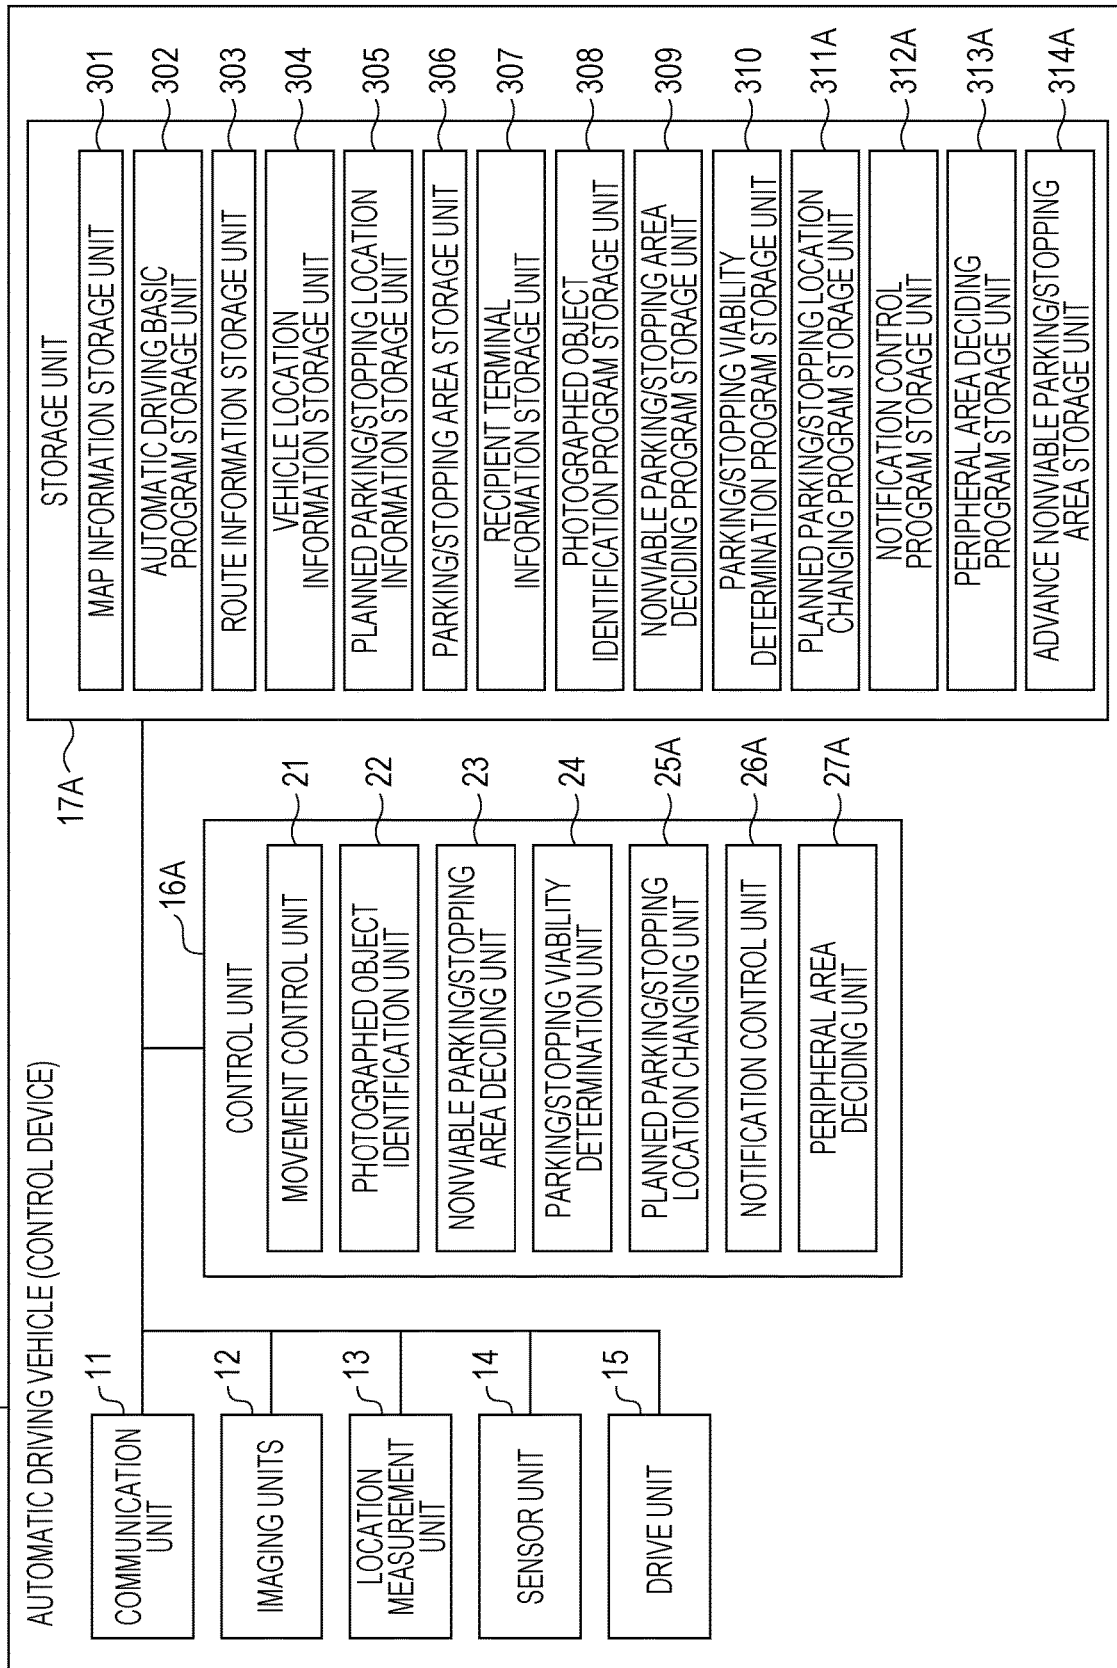 AUTOMATIC DRIVING VEHICLE (CONTROL DEVICE)
11
COMMUNICATION
UNIT
12
IMAGING UNITS
13
LOCATION
MEASUREMENT
UNIT
14
SENSOR UNIT
15
DRIVE UNIT
16A
CONTROL UNIT
MOVEMENT CONTROL UNIT
21
PHOTOGRAPHED OBJECT
IDENTIFICATION UNIT
22
NONVIABLE PARKING/STOPPING
AREA DECIDING UNIT
23
PARKING/STOPPING VIABILITY
DETERMINATION UNIT
24
PLANNED PARKING/STOPPING
LOCATION CHANGING UNIT
25A
NOTIFICATION CONTROL UNIT
26A
PERIPHERAL AREA
DECIDING UNIT
27A
17A
STORAGE UNIT
MAP INFORMATION STORAGE UNIT
301
AUTOMATIC DRIVING BASIC
PROGRAM STORAGE UNIT
302
ROUTE INFORMATION STORAGE UNIT
303
VEHICLE LOCATION
INFORMATION STORAGE UNIT
304
PLANNED PARKING/STOPPING LOCATION
INFORMATION STORAGE UNIT
305
PARKING/STOPPING AREA STORAGE UNIT
306
RECIPIENT TERMINAL
INFORMATION STORAGE UNIT
307
PHOTOGRAPHED OBJECT
IDENTIFICATION PROGRAM STORAGE UNIT
308
NONVIABLE PARKING/STOPPING AREA
DECIDING PROGRAM STORAGE UNIT
309
PARKING/STOPPING VIABILITY
DETERMINATION PROGRAM STORAGE UNIT
310
PLANNED PARKING/STOPPING LOCATION
CHANGING PROGRAM STORAGE UNIT
311A
NOTIFICATION CONTROL
PROGRAM STORAGE UNIT
312A
PERIPHERAL AREA DECIDING
PROGRAM STORAGE UNIT
313A
ADVANCE NONVIABLE PARKING/STOPPING
AREA STORAGE UNIT
314A